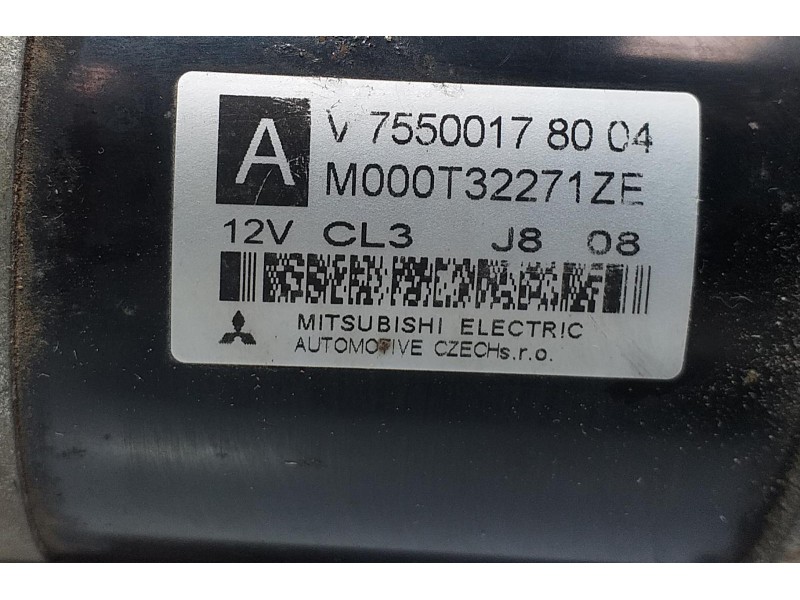 A
V 7550017 80 04
M000T32271ZE
12V CL3 J8 08
MITSUBISHI ELECTRIC
AUTOMOTIVE CZECHs.r.o.